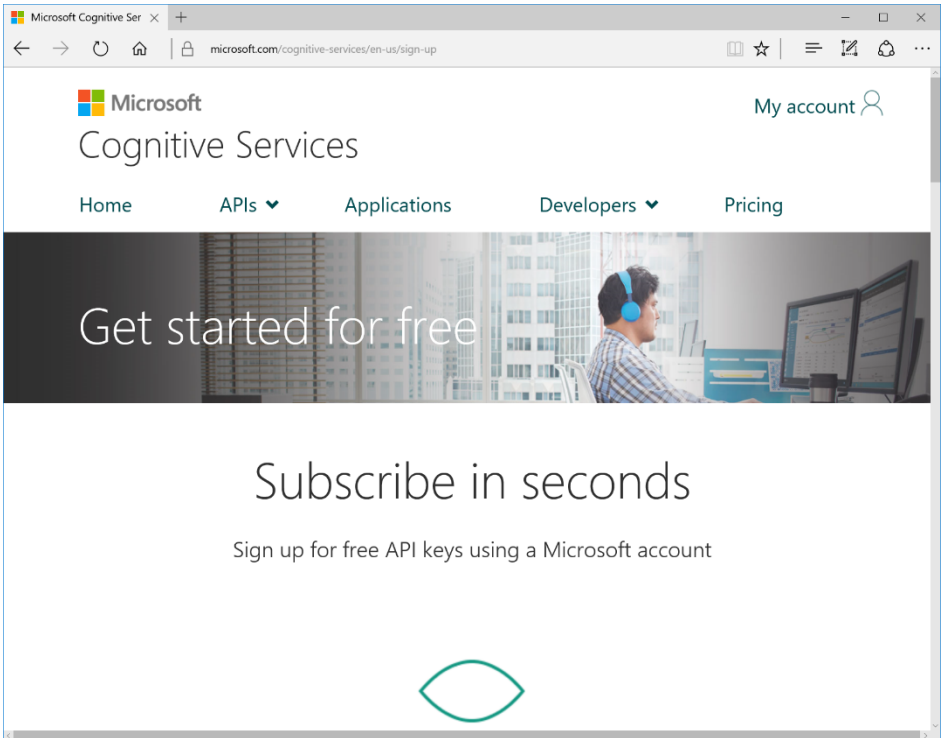 Microsoft Cognitive Ser
microsoft.com/cognitive-services/en-us/sign-up
Microsoft
My account
Cognitive Services
Home APIs Applications Developers Pricing
Get started for free
Subscribe in seconds
Sign up for free API keys using a Microsoft account